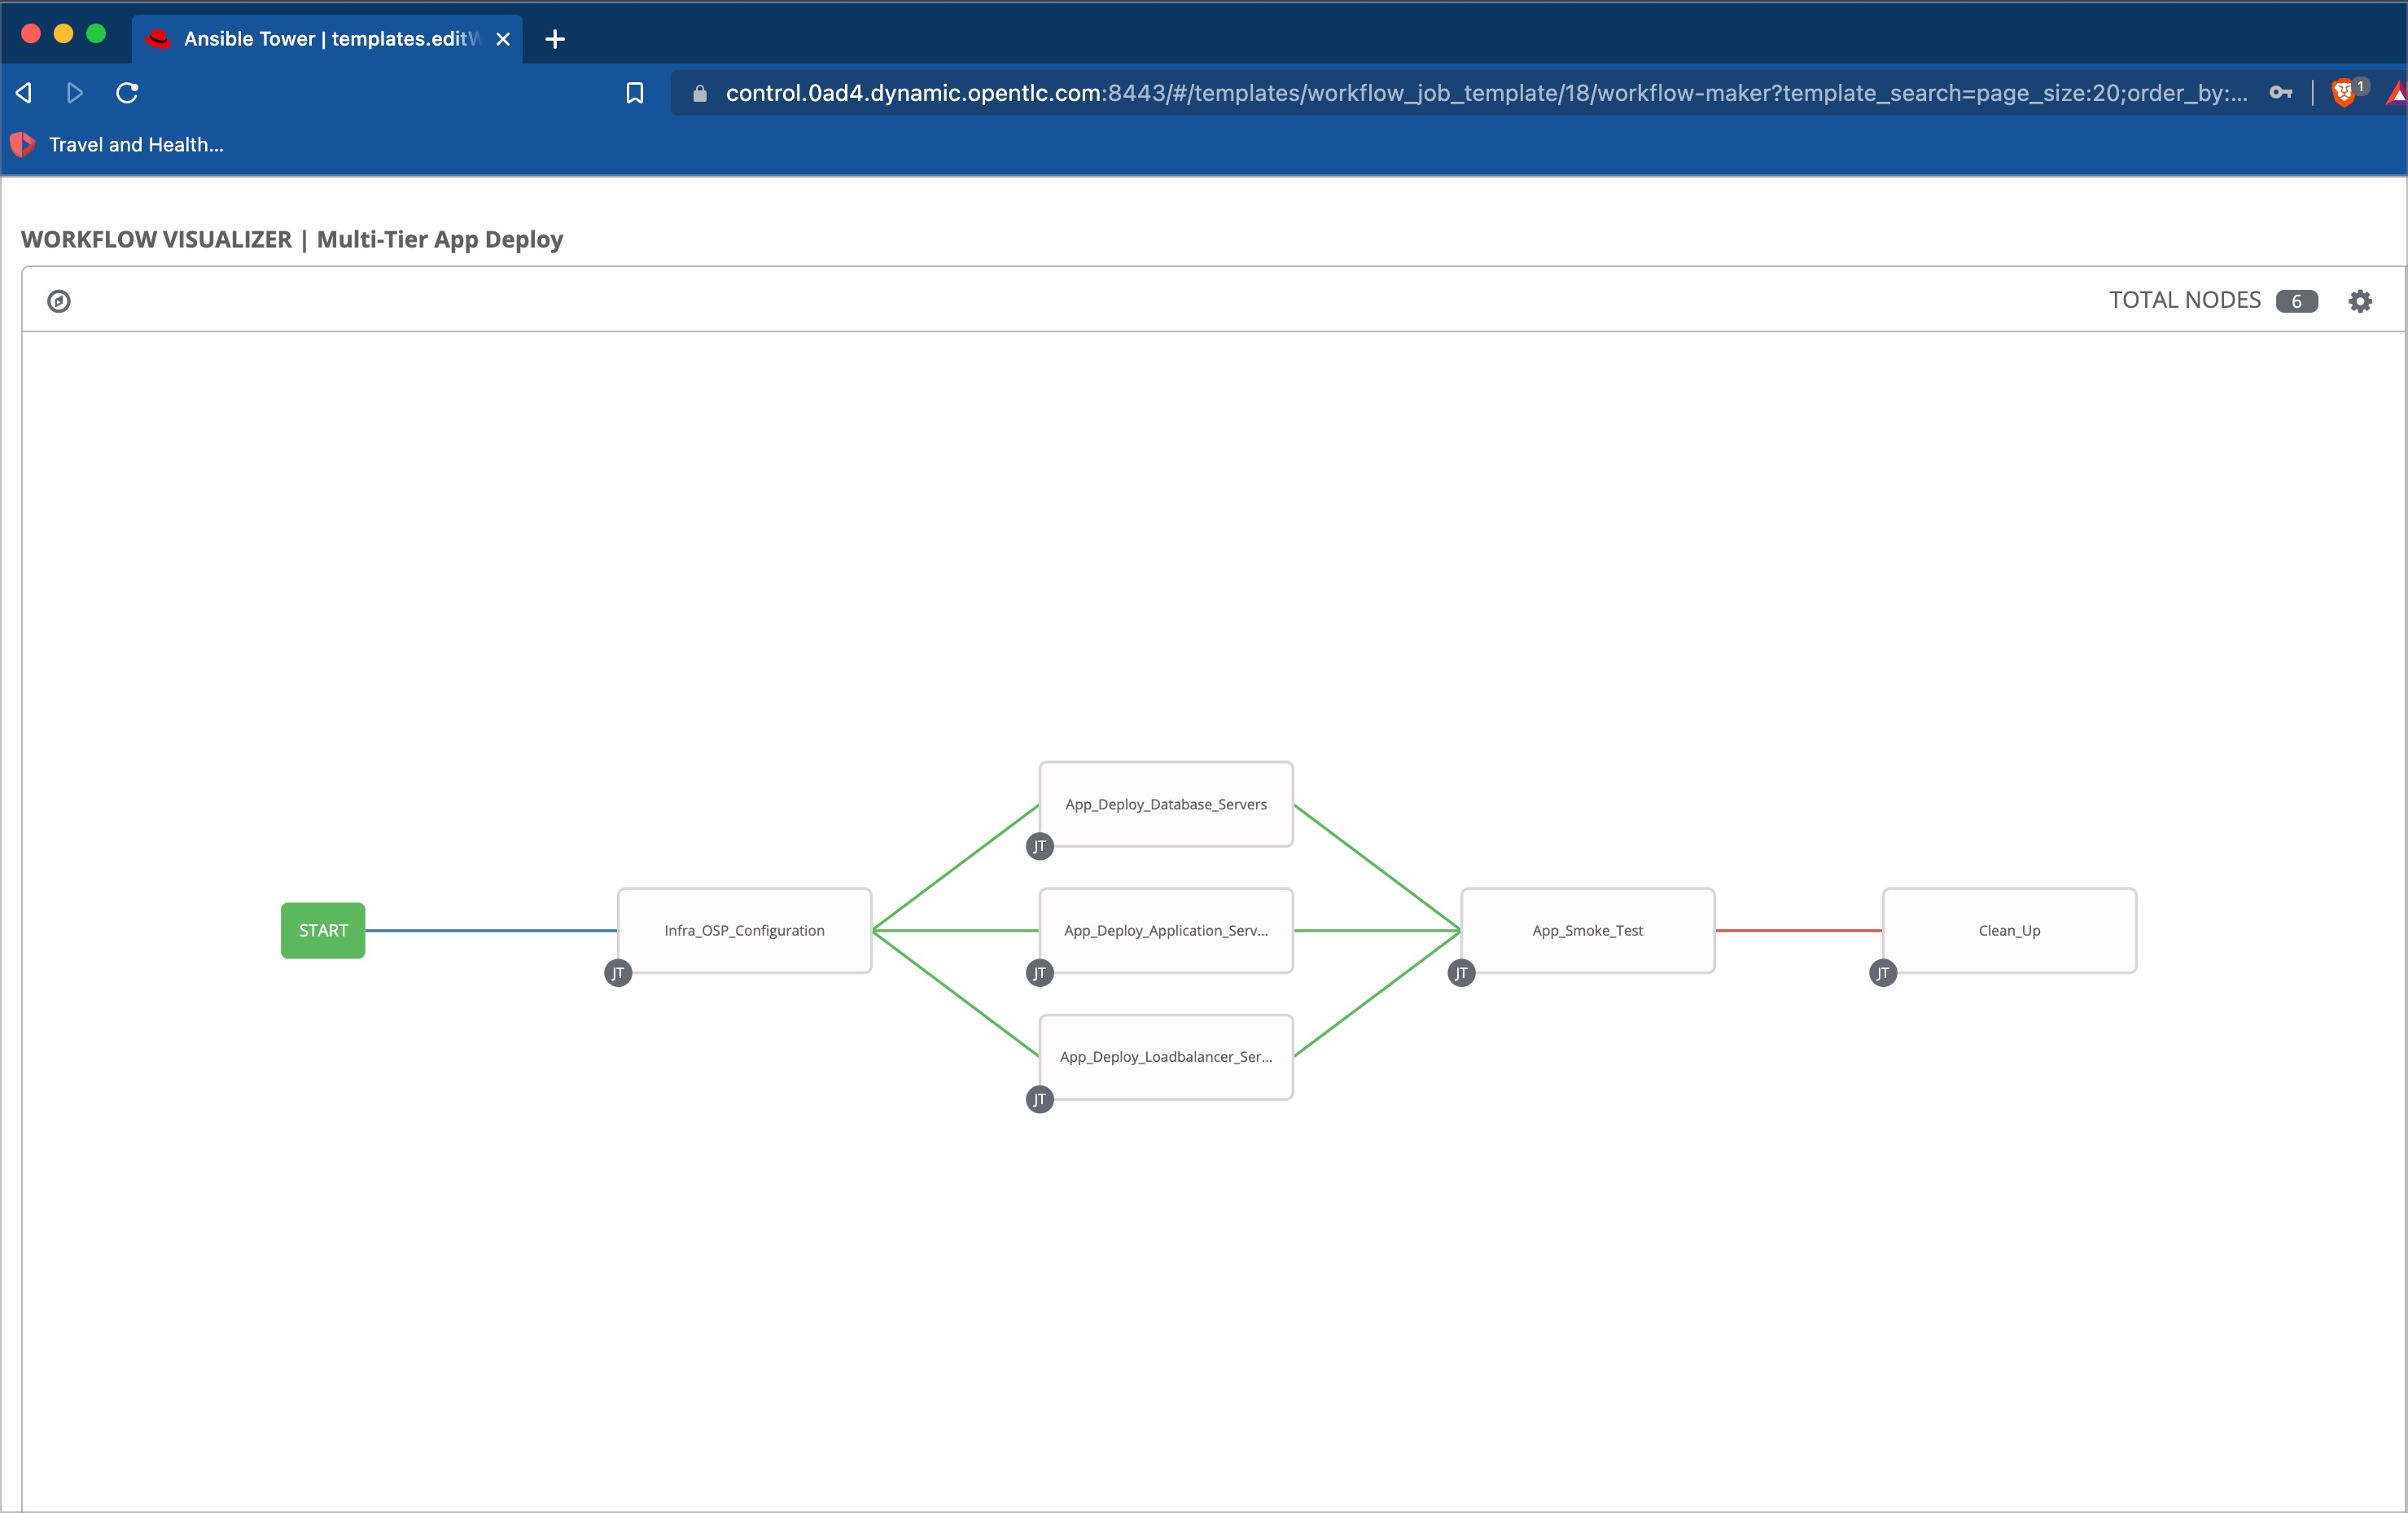 Ansible Tower | templates.editW
control.0ad4.dynamic.opentlc.com:8443/#/templates/workflow_job_template/18/workflow-maker?template_search=page_size:20;order_by:...
1
Travel and Health...
WORKFLOW VISUALIZER | Multi-Tier App Deploy
TOTAL NODES 6
App_Deploy_Database_Servers
JT
START
Infra_OSP_Configuration
JT
App_Deploy_Application_Serv...
JT
App_Smoke_Test
JT
Clean_Up
JT
App_Deploy_Loadbalancer_Ser...
JT